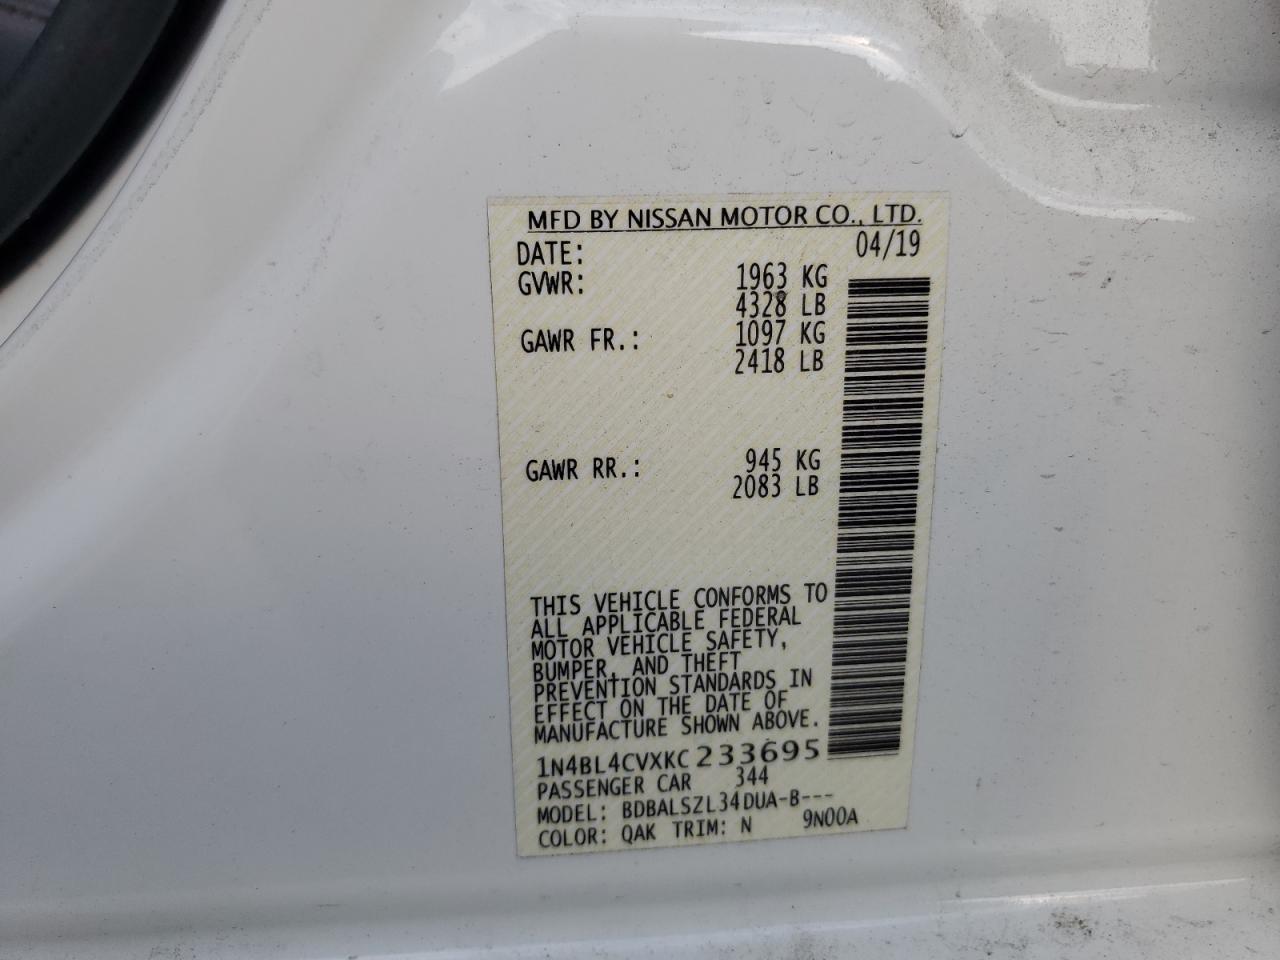 MFD BY NISSAN MOTOR CO., LTD.
DATE: 04/19
GVWR: 1963 KG
4328 LB
GAWR FR.: 1097 KG
2418 LB
GAWR RR.: 945 KG
2083 LB
THIS VEHICLE CONFORMS TO
ALL APPLICABLE FEDERAL
MOTOR VEHICLE SAFETY,
BUMPER, AND THEFT
PREVENTION STANDARDS IN
EFFECT ON THE DATE OF
MANUFACTURE SHOWN ABOVE.
1N4BL4CVXKC233695
PASSENGER CAR 344
MODEL: BDBALSZL34DUA-B---
COLOR: QAK TRIM: N 9N00A